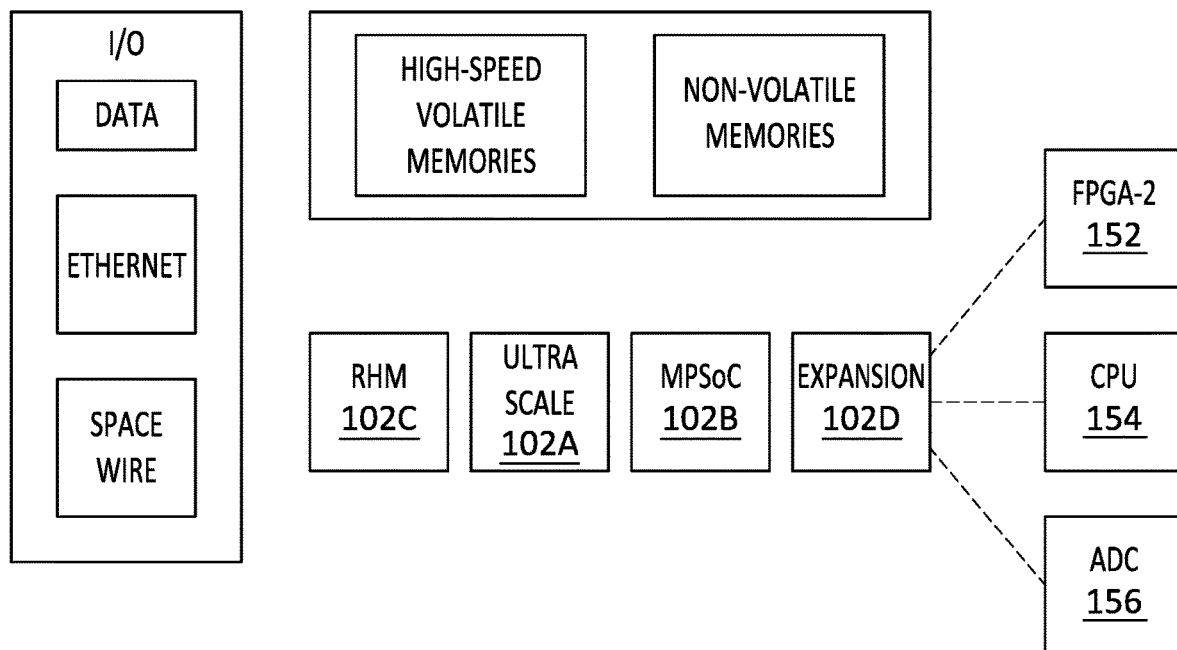 I/O
DATA
ETHERNET
SPACE
WIRE
HIGH-SPEED
VOLATILE
MEMORIES
NON-VOLATILE
MEMORIES
RHM
102C
ULTRA
SCALE
102A
MPSoC
102B
EXPANSION
102D
FPGA-2
152
CPU
154
ADC
156